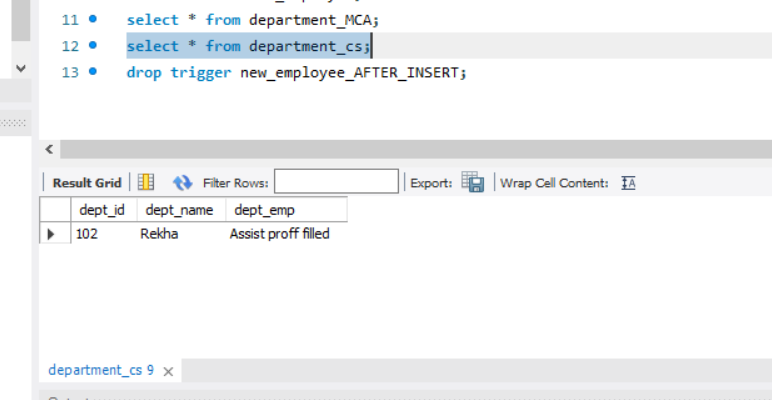 11 select * from department_MCA;
12 select * from department_cs;
13 drop trigger new_employee_AFTER_INSERT;
Result Grid Filter Rows: Export: Wrap Cell Content: IA
dept_id dept_name dept_emp
102 Rekha Assist proff filled
department_cs 9